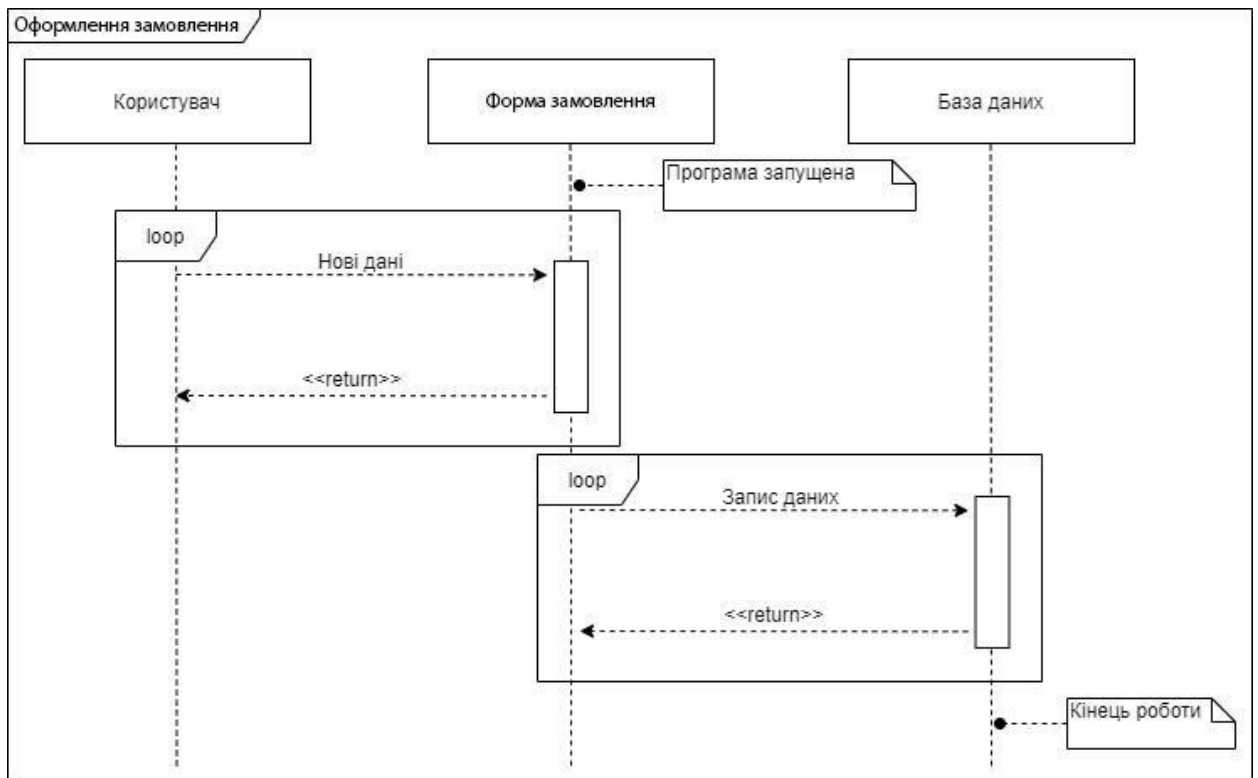 Оформлення замовлення
Користувач
Форма замовлення
База даних
Програма запущена
loop
Нові дані
<<return>>
loop
Запис даних
<<return>>
Кінець роботи